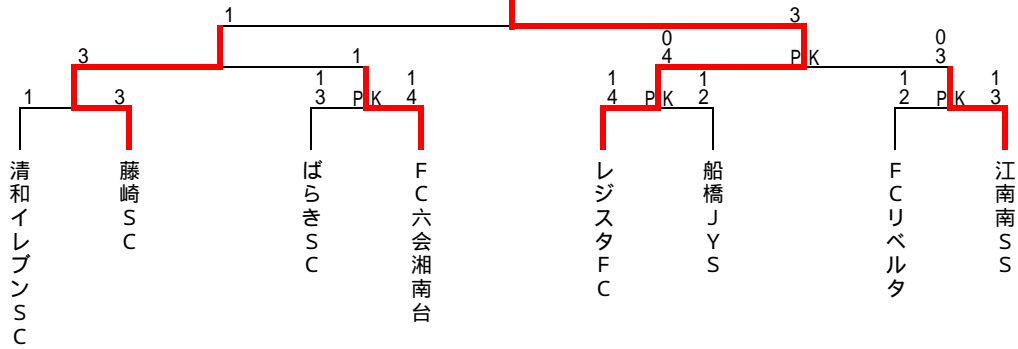 1 3
0 0
3 1 4 PK 3
1 1 1 1 1 1
1 3 3 PK 4 4 PK 2 2 PK 3
清和イレブンSC
藤崎SC
ばらきSC
FC六会湘南台
レジスタFC
船橋JYS
FCリベルタ
江南南SS